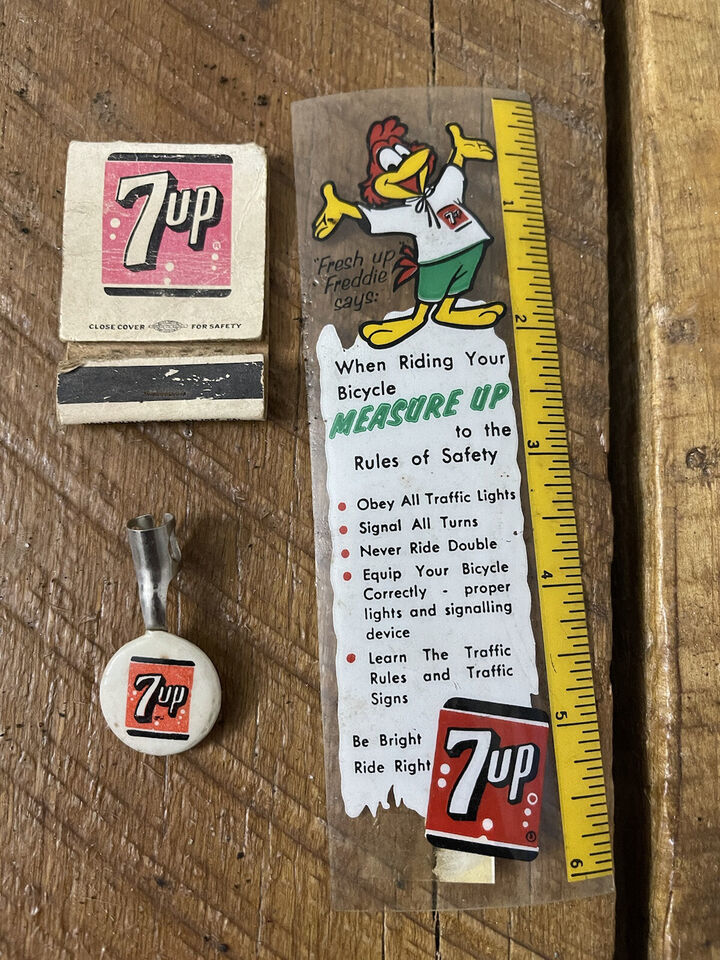 7up
CLOSE COVER FOR SAFETY
7up
"Fresh up"
Freddie
says:
7up
When Riding Your
Bicycle
MEASURE UP
to the
Rules of Safety
Obey All Traffic Lights
Signal All Turns
Never Ride Double
Equip Your Bicycle
Correctly - proper
lights and signalling
device
Learn The Traffic
Rules and Traffic
Signs
Be Bright
Ride Right
7up
1
2
3
4
5
6